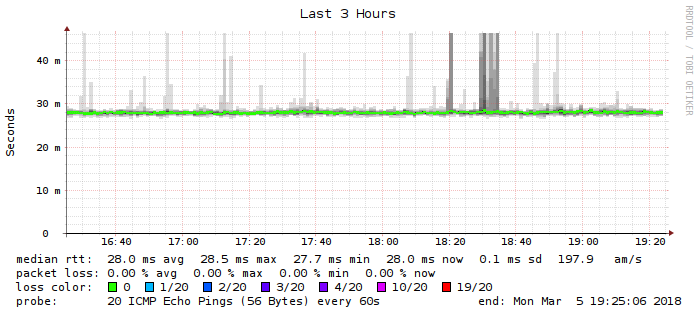 Last 3 Hours
RRDTOOL / TOBI OETIKER
Seconds
40 m
30 m
20 m
10 m
0
16:40 17:00 17:20 17:40 18:00 18:20 18:40 19:00 19:20
median rtt: 28.0 ms avg 28.5 ms max 27.7 ms min 28.0 ms now 0.1 ms sd 197.9 am/s
packet loss: 0.00 % avg 0.00 % max 0.00 % min 0.00 % now
loss color: 0 1/20 2/20 3/20 4/20 10/20 19/20
probe: 20 ICMP Echo Pings (56 Bytes) every 60s end: Mon Mar 5 19:25:06 2018